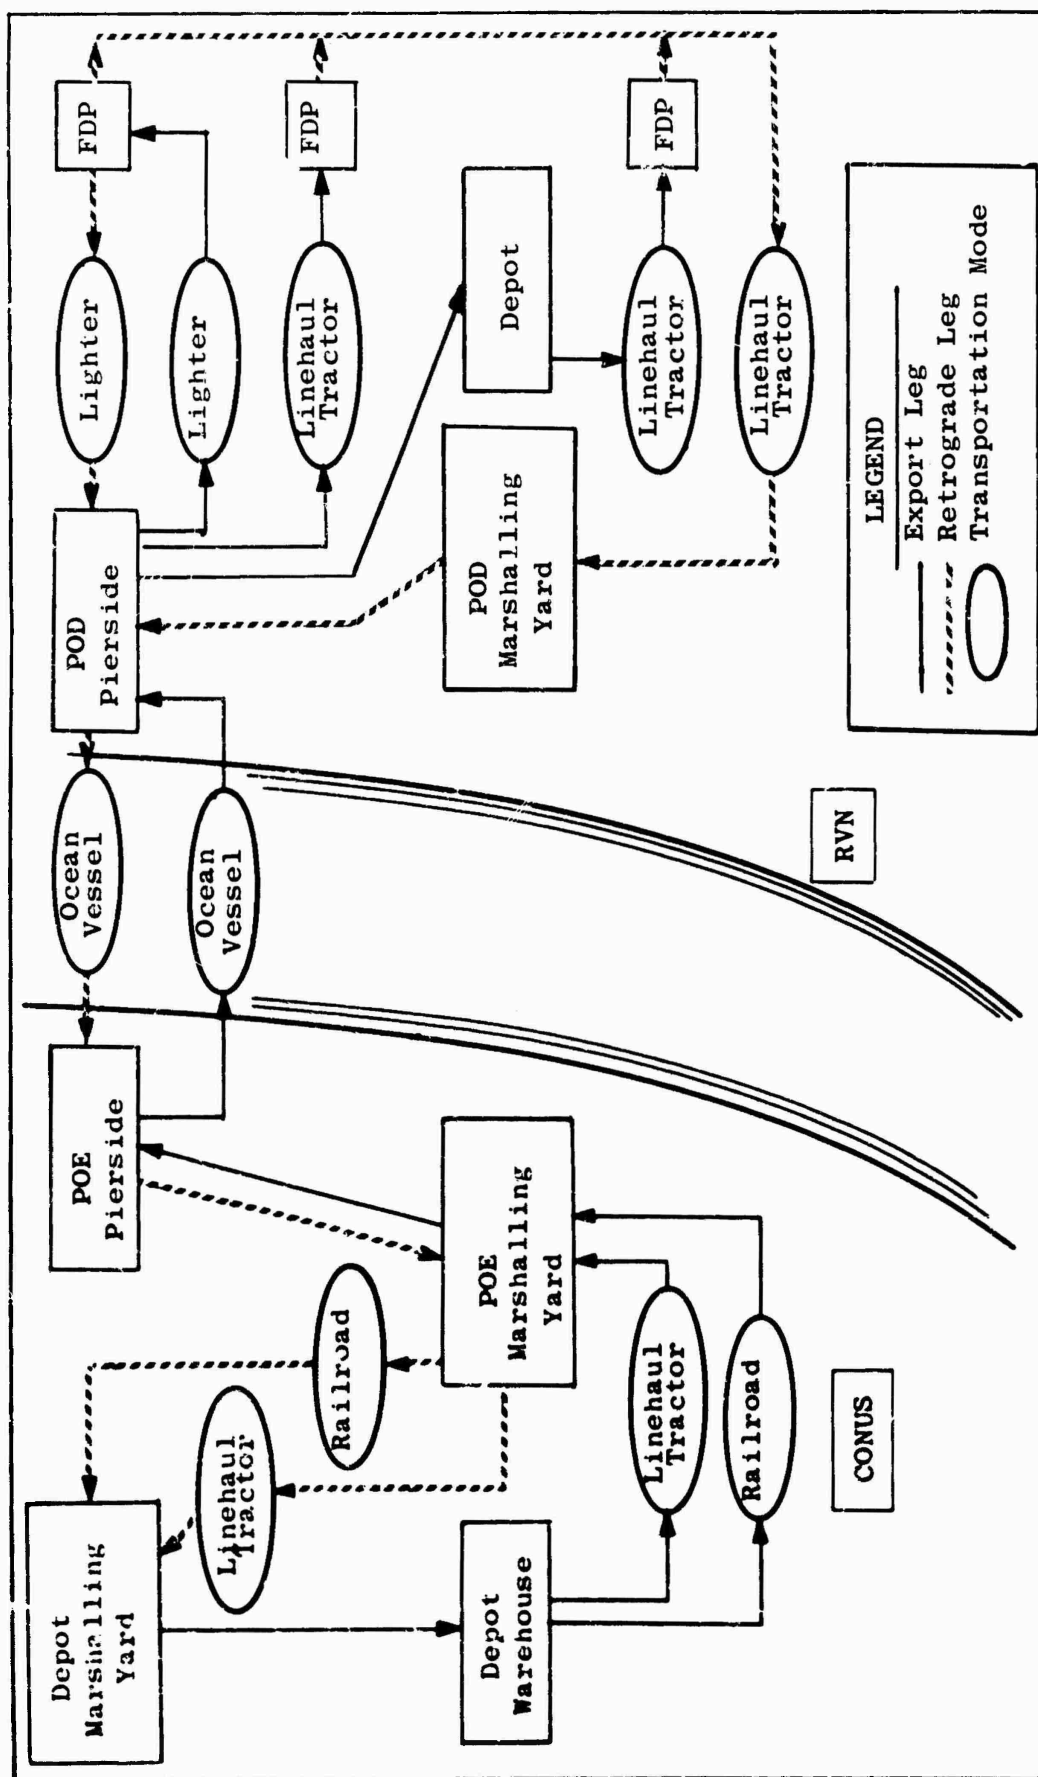 Depot
Marshalling
Yard
Linehaul
Tractor
Railroad
Depot
Warehouse
POE
Marshalling
Yard
Linehaul
Tractor
Railroad
CONUS
POE
Pierside
Ocean
Vessel
Ocean
Vessel
RVN
POD
Pierside
Lighter
Lighter
Linehaul
Tractor
FDP
FDP
POD
Marshalling
Yard
Depot
Linehaul
Tractor
FDP
Linehaul
Tractor
LEGEND
Export Leg
Retrograde Leg
Transportation Mode